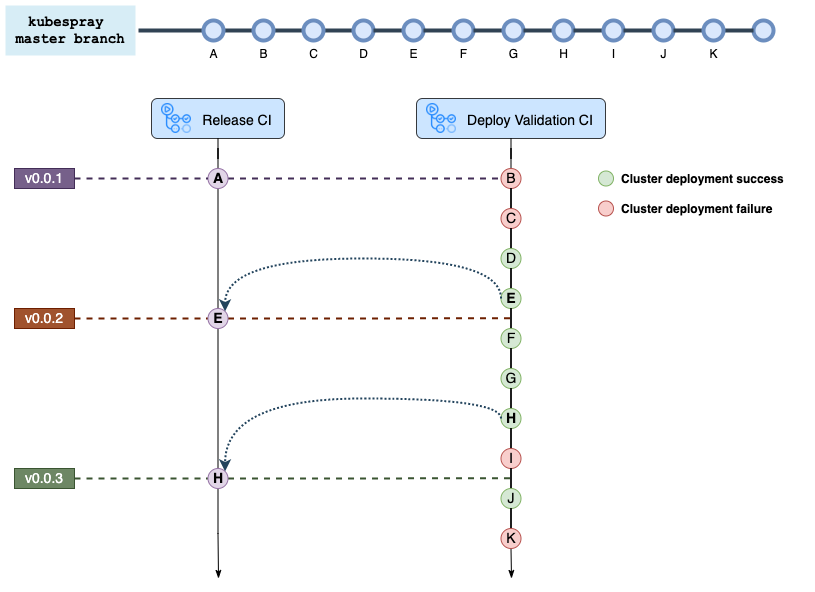 kubespray
master branch
A B C D E F G H I J K
Release CI
Deploy Validation CI
v0.0.1
A
B
Cluster deployment success
C
Cluster deployment failure
D
E
v0.0.2
E
F
G
H
I
v0.0.3
H
J
K